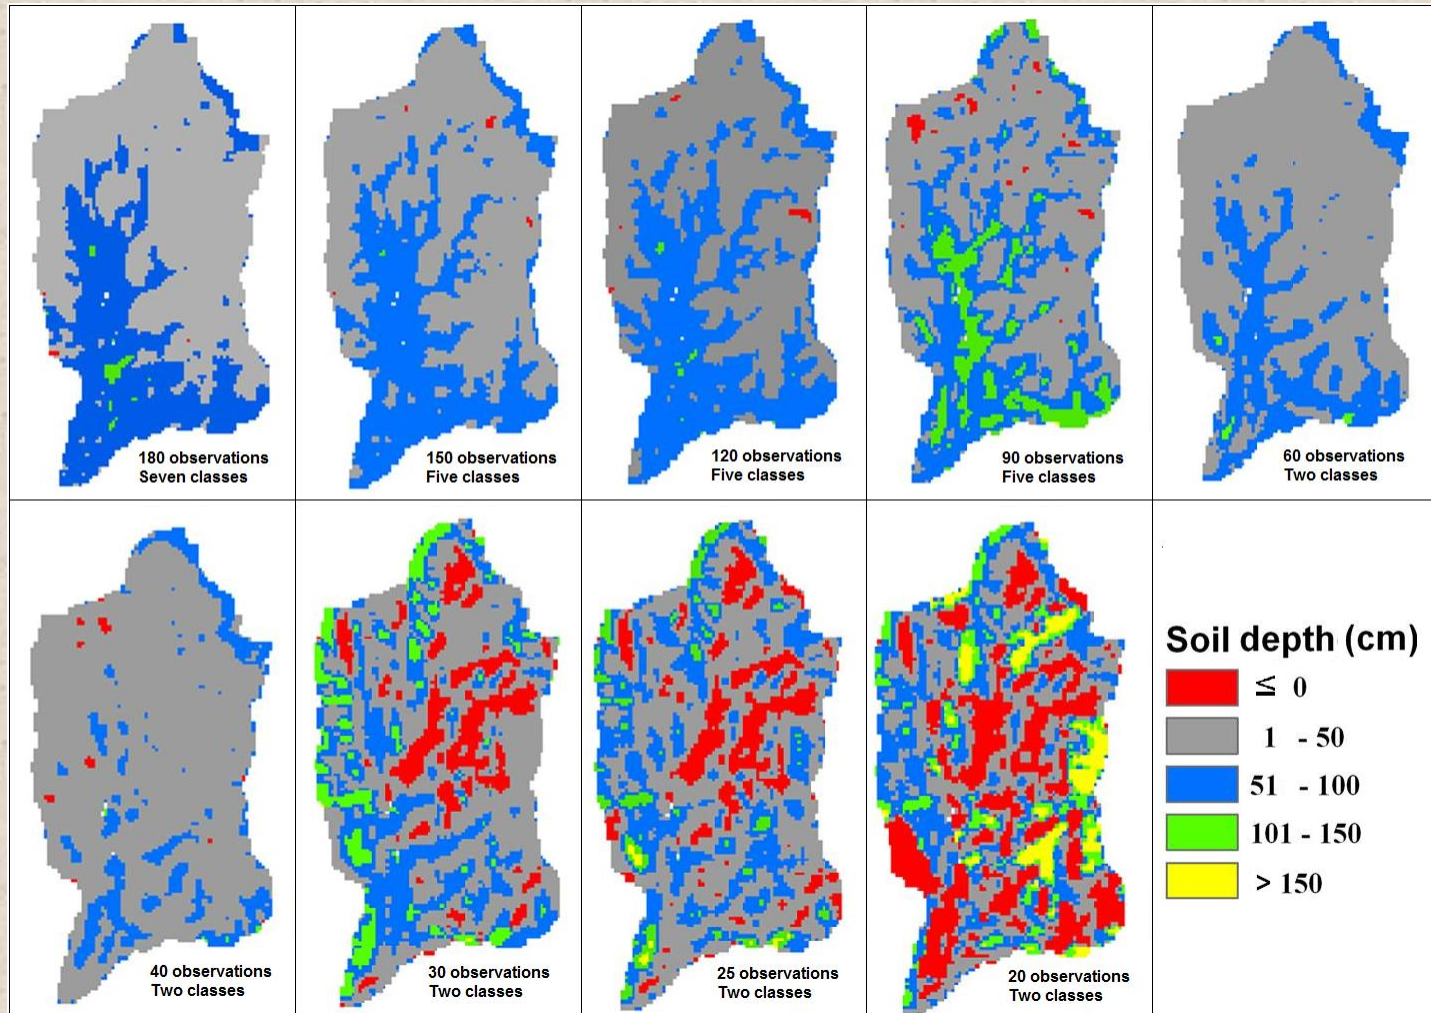 180 observations
Seven classes
150 observations
Five classes
120 observations
Five classes
90 observations
Five classes
60 observations
Two classes
40 observations
Two classes
30 observations
Two classes
25 observations
Two classes
20 observations
Two classes
Soil depth (cm)
≤ 0
1 - 50
51 - 100
101 - 150
> 150